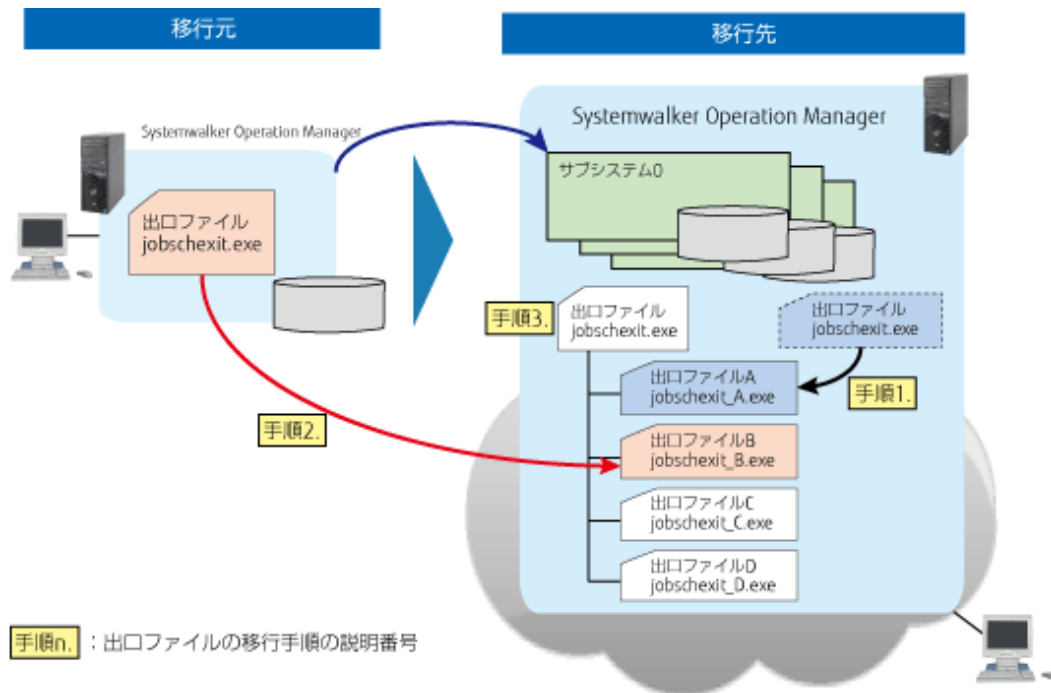 移行元
移行先
Systemwalker Operation Manager
Systemwalker Operation Manager
サブシステム0
出口ファイル
jobschexit.exe
手順3.
出口ファイル
jobschexit.exe
出口ファイル
jobschexit.exe
出口ファイルA
jobschexit_A.exe
手順1.
手順2.
出口ファイルB
jobschexit_B.exe
出口ファイルC
jobschexit_C.exe
出口ファイルD
jobschexit_D.exe
手順n.：出口ファイルの移行手順の説明番号